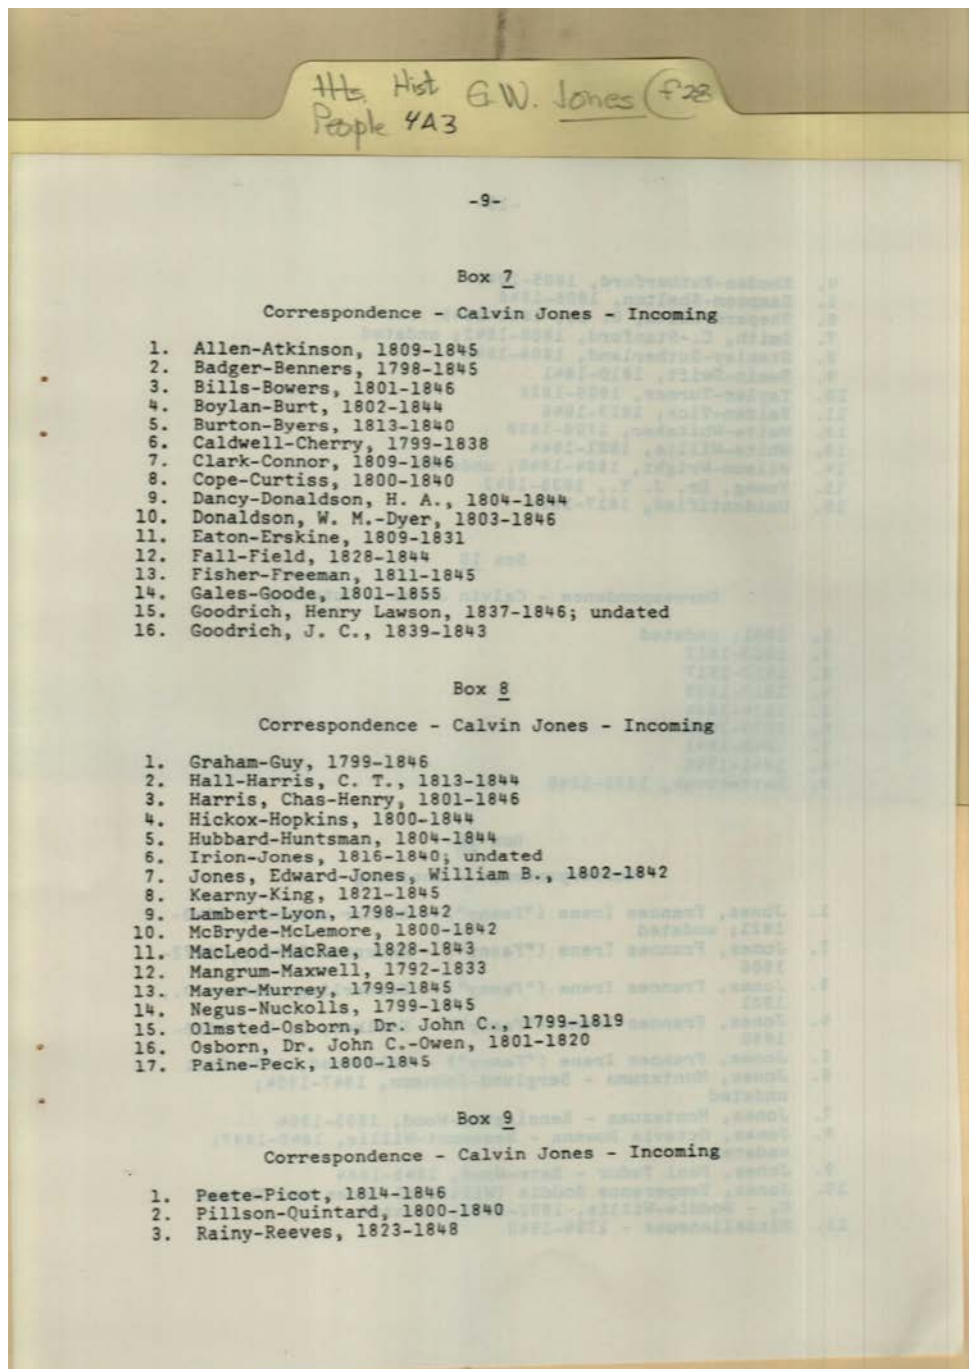 Hts. Hist G.W. Jones (f28)
People 4A3
-9-
Box 7
Correspondence - Calvin Jones - Incoming
1. Allen-Atkinson, 1809-1845
2. Badger-Benners, 1798-1845
3. Bills-Bowers, 1801-1846
4. Boylan-Burt, 1802-1844
5. Burton-Byers, 1813-1840
6. Caldwell-Cherry, 1799-1838
7. Clark-Connor, 1809-1846
8. Cope-Curtiss, 1800-1840
9. Dancy-Donaldson, H. A., 1804-1844
10. Donaldson, W. M.-Dyer, 1803-1846
11. Eaton-Erskine, 1809-1831
12. Fall-Field, 1828-1844
13. Fisher-Freeman, 1811-1845
14. Gales-Goode, 1801-1855
15. Goodrich, Henry Lawson, 1837-1846; undated
16. Goodrich, J. C., 1839-1843
Box 8
Correspondence - Calvin Jones - Incoming
1. Graham-Guy, 1799-1846
2. Hall-Harris, C. T., 1813-1844
3. Harris, Chas-Henry, 1801-1846
4. Hickox-Hopkins, 1800-1844
5. Hubbard-Huntsman, 1804-1844
6. Irion-Jones, 1816-1840; undated
7. Jones, Edward-Jones, William B., 1802-1842
8. Kearny-King, 1821-1845
9. Lambert-Lyon, 1798-1842
10. McBryde-McLemore, 1800-1842
11. MacLeod-MacRae, 1828-1843
12. Mangrum-Maxwell, 1792-1833
13. Mayer-Murrey, 1799-1845
14. Negus-Nuckolls, 1799-1845
15. Olmsted-Osborn, Dr. John C., 1799-1819
16. Osborn, Dr. John C.-Owen, 1801-1820
17. Paine-Peck, 1800-1845
Box 9
Correspondence - Calvin Jones - Incoming
1. Peete-Picot, 1814-1846
2. Pillson-Quintard, 1800-1840
3. Rainy-Reeves, 1823-1848